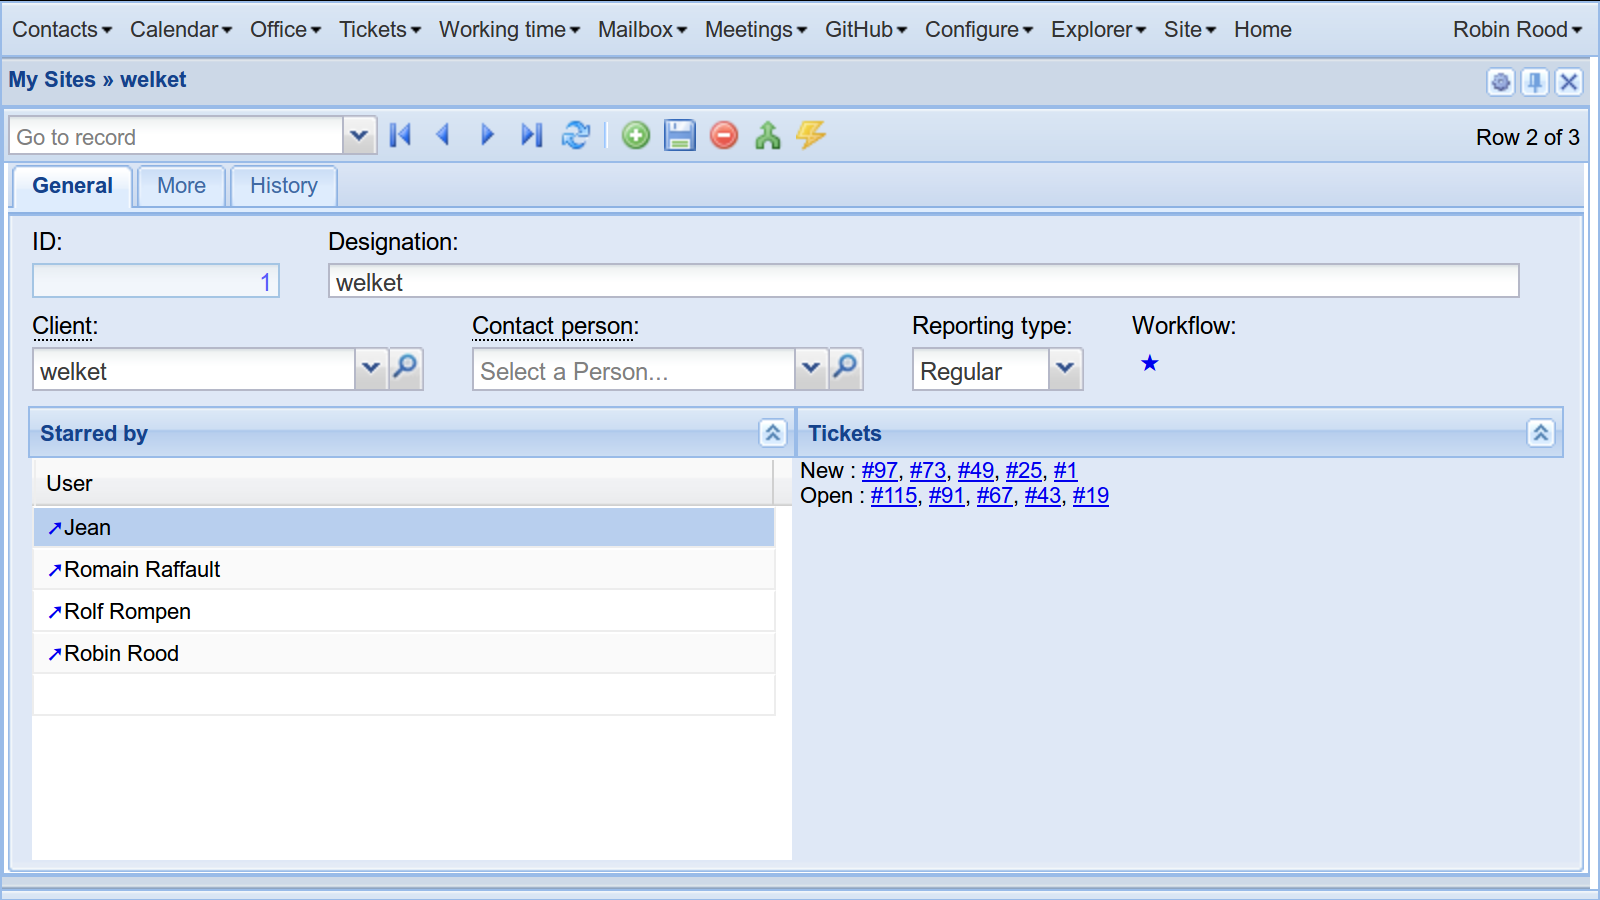 Contacts Calendar Office Tickets Working time Mailbox Meetings GitHub Configure Explorer Site Home Robin Rood
My Sites » welket
Go to record Row 2 of 3
General More History
ID: Designation:
1 welket
Client: Contact person: Reporting type: Workflow:
welket Select a Person... Regular ★
Starred by Tickets
New : #97, #73, #49, #25, #1
Open : #115, #91, #67, #43, #19
User
➚Jean
➚Romain Raffault
➚Rolf Rompen
➚Robin Rood